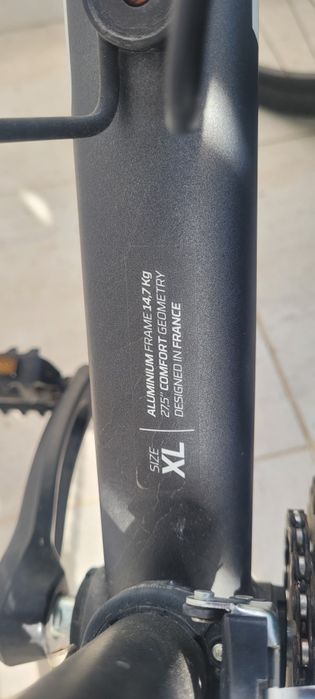 SIZE
XL
ALUMINIUM FRAME 14,7 Kg
27,5" COMFORT GEOMETRY
DESIGNED IN FRANCE